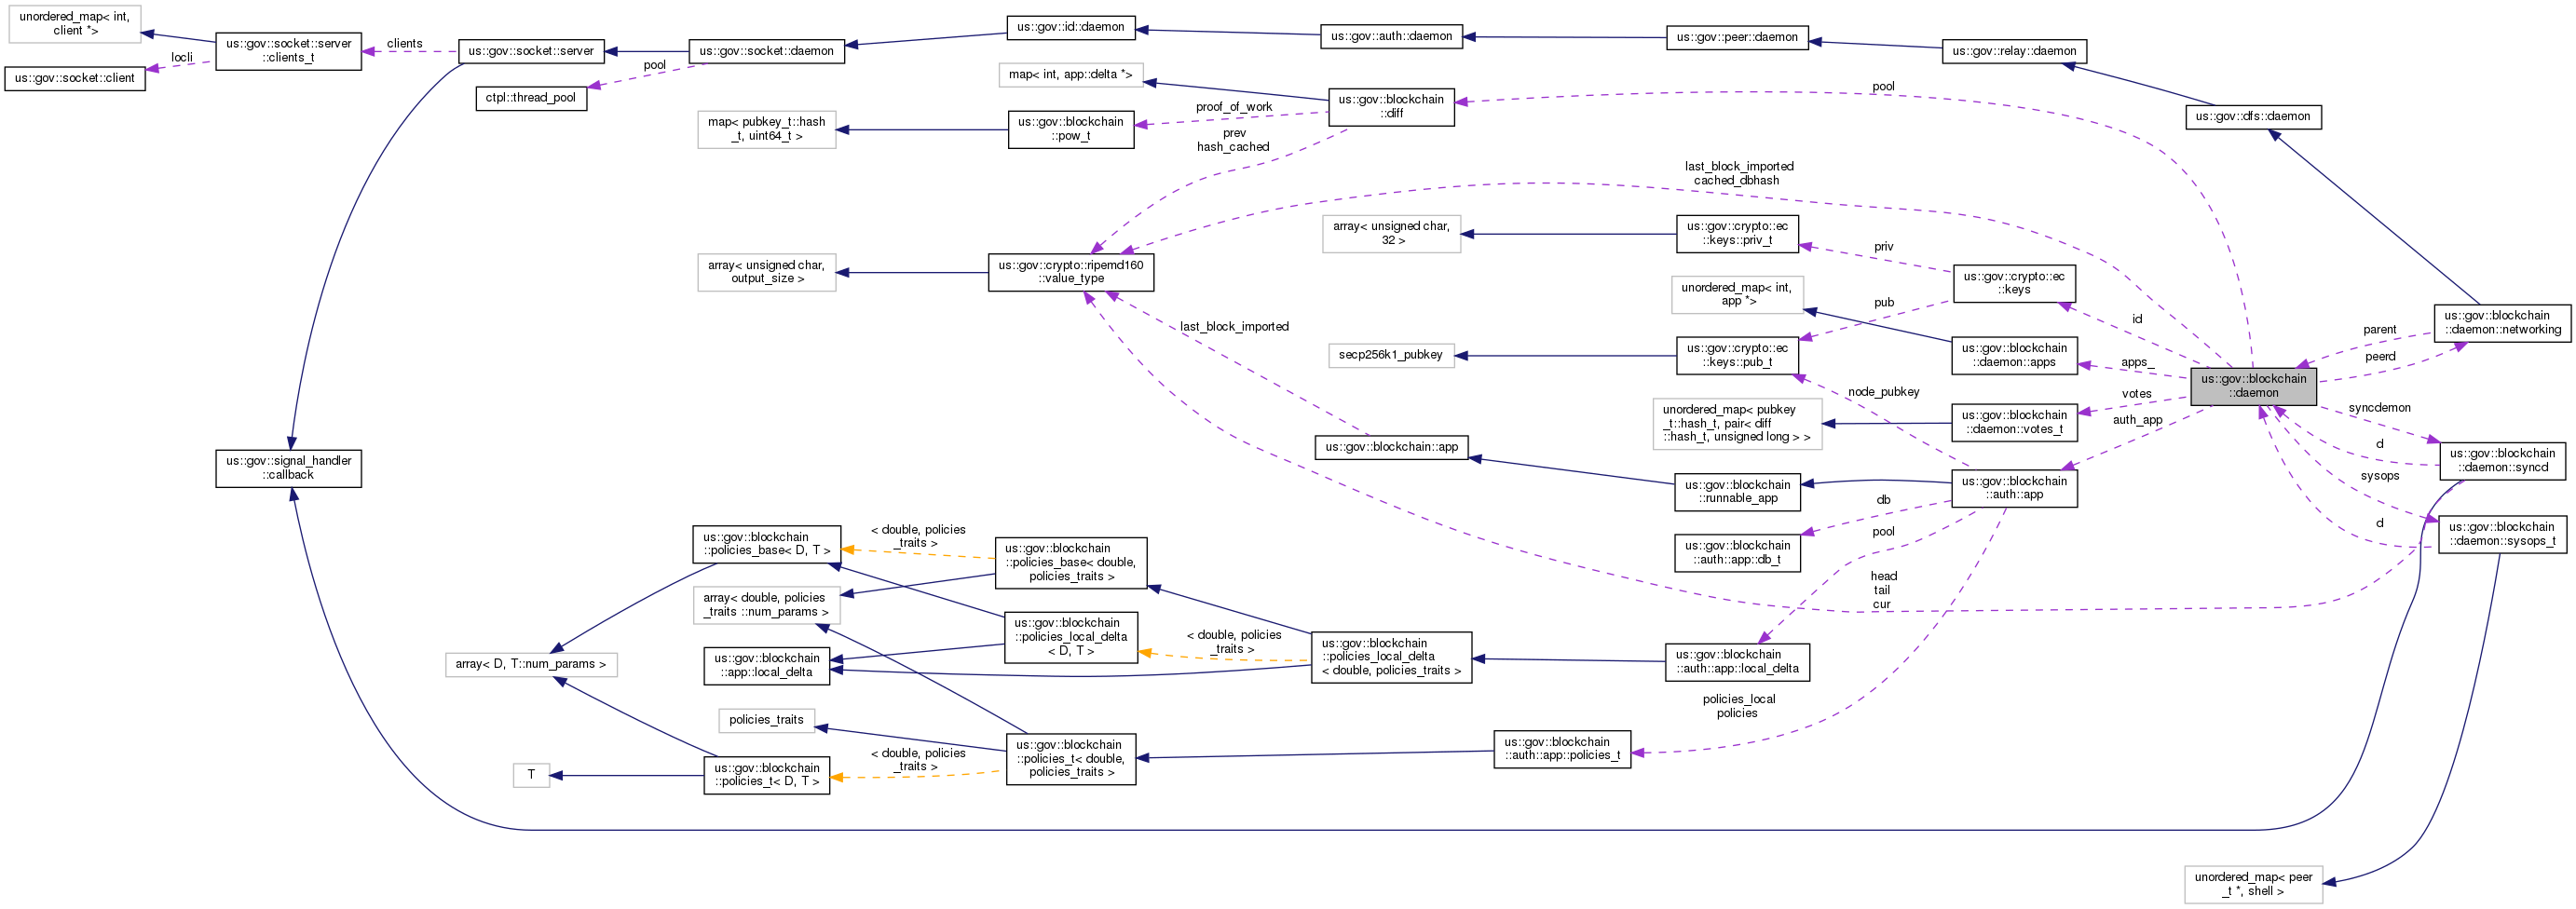 unordered_map< int,
client *>
us::gov::socket::client
us::gov::socket::server
::clients_t
locli
clients
us::gov::socket::server
us::gov::socket::daemon
pool
ctpl::thread_pool
us::gov::id::daemon
us::gov::auth::daemon
us::gov::peer::daemon
us::gov::relay::daemon
us::gov::dfs::daemon
map< int, app::delta *>
us::gov::blockchain
::diff
pool
proof_of_work
map< pubkey_t::hash
_t, uint64_t >
us::gov::blockchain
::pow_t
prev
hash_cached
last_block_imported
cached_dbhash
array< unsigned char,
32 >
us::gov::crypto::ec
::keys::priv_t
priv
array< unsigned char,
output_size >
us::gov::crypto::ripemd160
::value_type
us::gov::crypto::ec
::keys
unordered_map< int,
app *>
pub
id
last_block_imported
secp256k1_pubkey
us::gov::crypto::ec
::keys::pub_t
us::gov::blockchain
::daemon::apps
apps_
us::gov::blockchain
::daemon::networking
parent
peerd
us::gov::blockchain
::daemon
node_pubkey
votes
unordered_map< pubkey
_t::hash_t, pair< diff
::hash_t, unsigned long > >
us::gov::blockchain
::daemon::votes_t
auth_app
syncdemon
us::gov::signal_handler
::callback
us::gov::blockchain::app
us::gov::blockchain
::runnable_app
us::gov::blockchain
::auth::app
d
us::gov::blockchain
::daemon::syncd
sysops
d
us::gov::blockchain
::daemon::sysops_t
db
pool
us::gov::blockchain
::auth::app::db_t
us::gov::blockchain
::policies_base< D, T >
< double, policies
_traits >
us::gov::blockchain
::policies_base< double,
policies_traits >
head
tail
cur
array< double, policies
_traits ::num_params >
us::gov::blockchain
::policies_local_delta
< D, T >
< double, policies
_traits >
us::gov::blockchain
::policies_local_delta
< double, policies_traits >
us::gov::blockchain
::auth::app::local_delta
array< D, T::num_params >
us::gov::blockchain
::app::local_delta
policies_local
policies
policies_traits
us::gov::blockchain
::policies_t< double,
policies_traits >
us::gov::blockchain
::auth::app::policies_t
< double, policies
_traits >
T
us::gov::blockchain
::policies_t< D, T >
unordered_map< peer
_t *, shell >